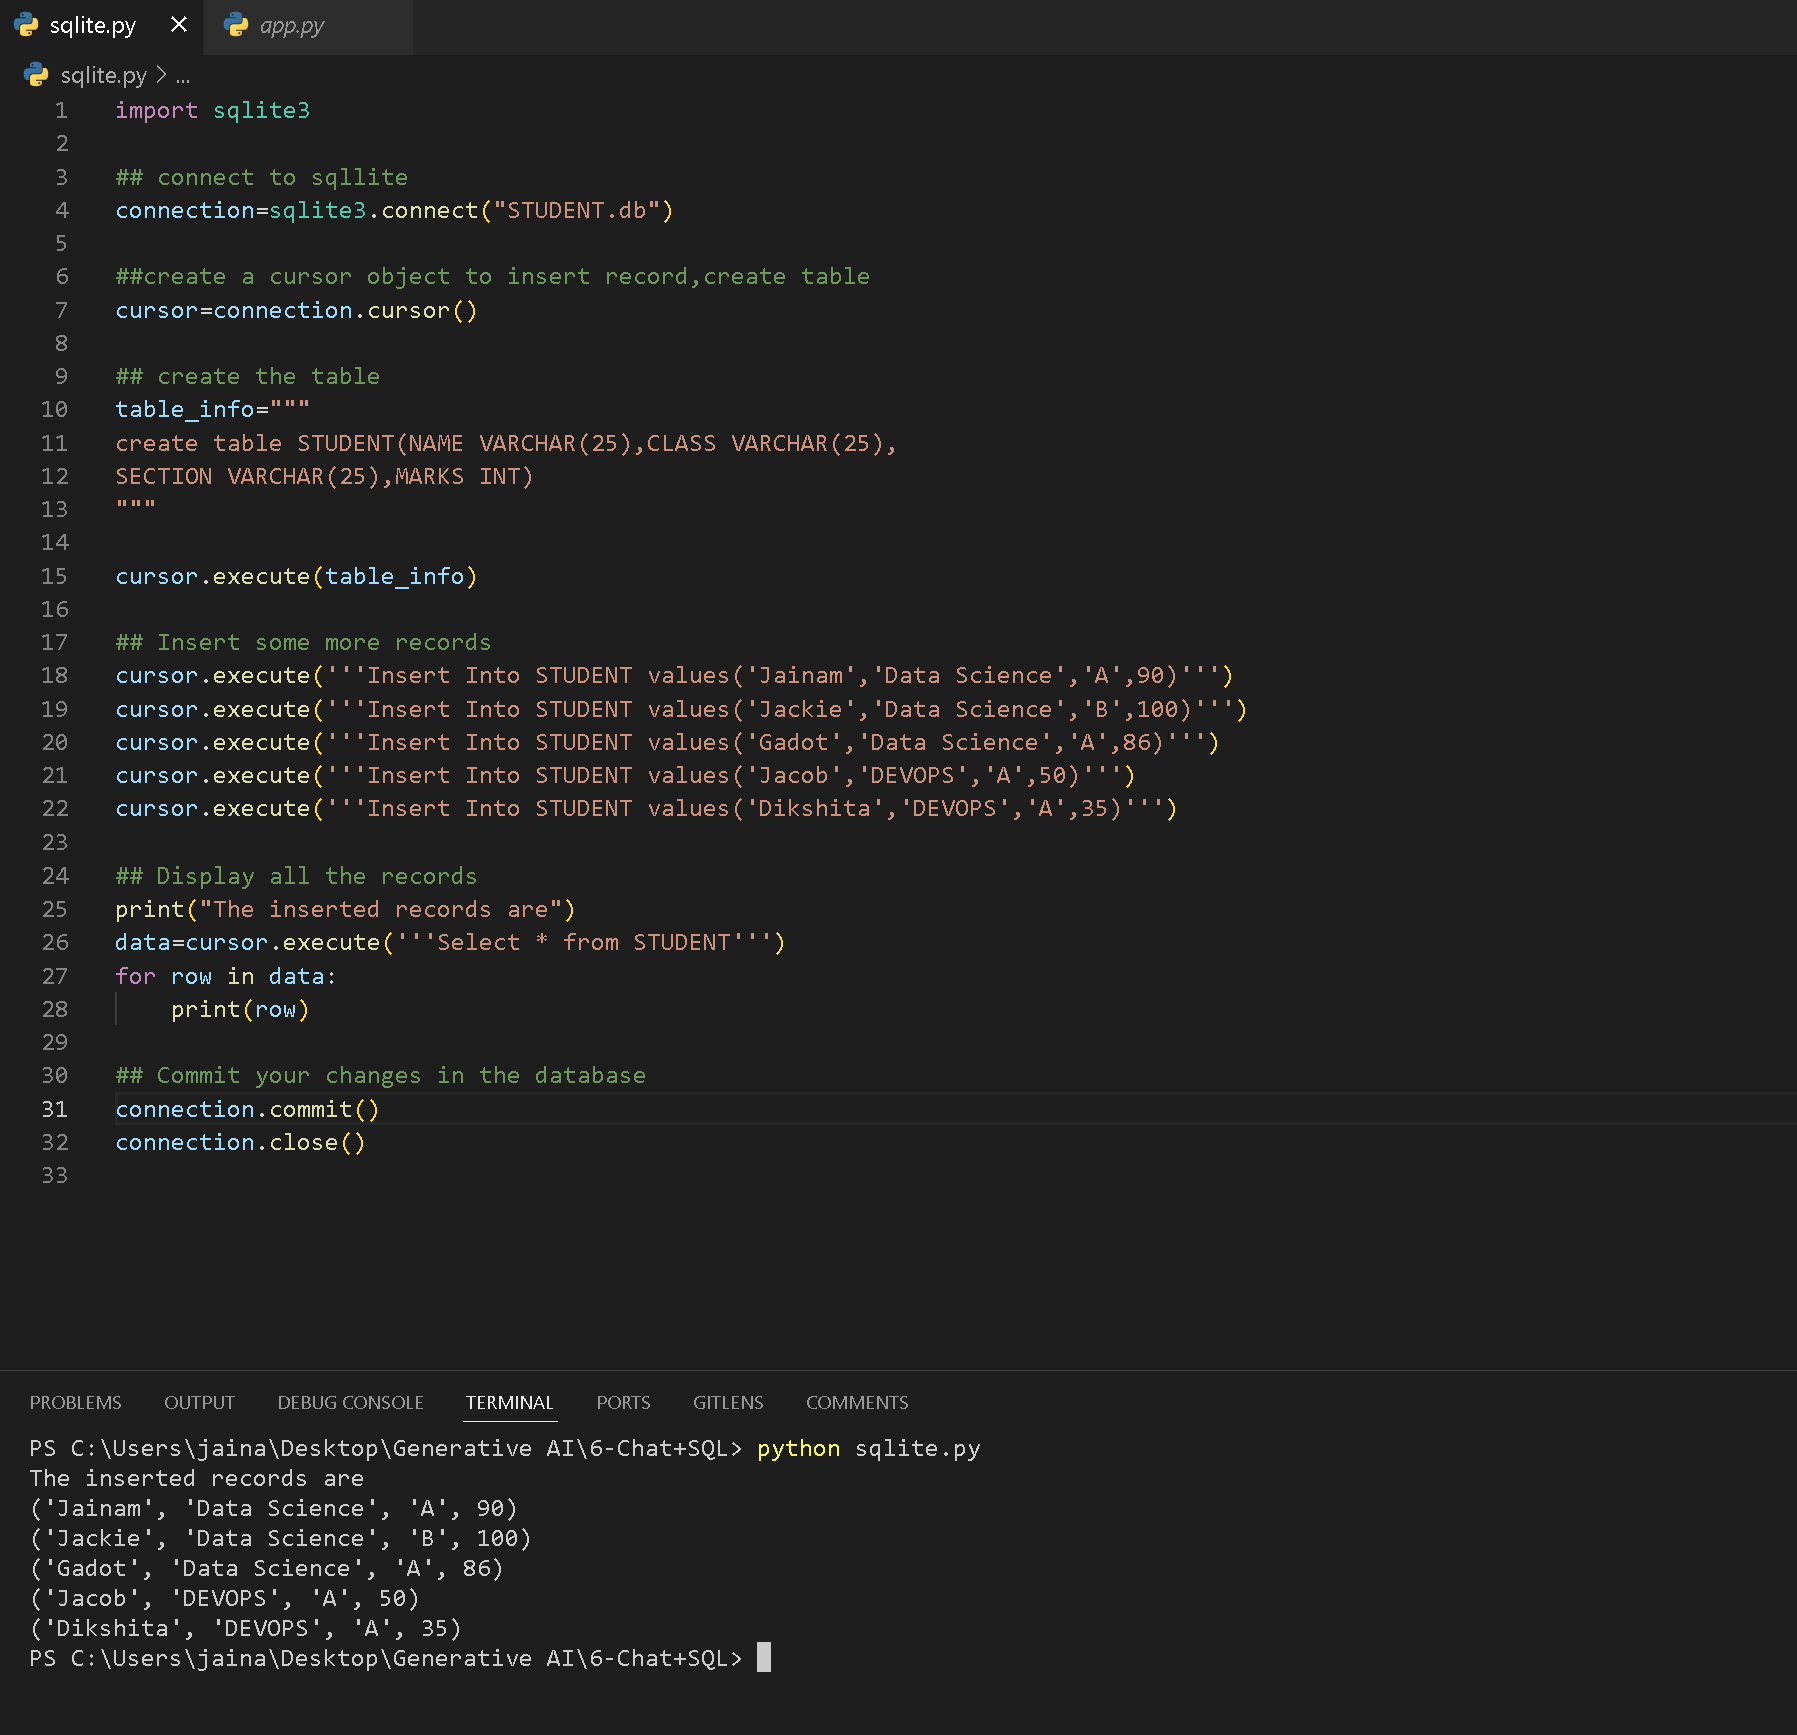 sqlite.py
app.py
sqlite.py > ...
1 import sqlite3
2
3 ## connect to sqllite
4 connection=sqlite3.connect("STUDENT.db")
5
6 ##create a cursor object to insert record,create table
7 cursor=connection.cursor()
8
9 ## create the table
10 table_info="""
11 create table STUDENT(NAME VARCHAR(25),CLASS VARCHAR(25),
12 SECTION VARCHAR(25),MARKS INT)
13 """
14
15 cursor.execute(table_info)
16
17 ## Insert some more records
18 cursor.execute('''Insert Into STUDENT values('Jainam','Data Science','A',90)''')
19 cursor.execute('''Insert Into STUDENT values('Jackie','Data Science','B',100)''')
20 cursor.execute('''Insert Into STUDENT values('Gadot','Data Science','A',86)''')
21 cursor.execute('''Insert Into STUDENT values('Jacob','DEVOPS','A',50)''')
22 cursor.execute('''Insert Into STUDENT values('Dikshita','DEVOPS','A',35)''')
23
24 ## Display all the records
25 print("The inserted records are")
26 data=cursor.execute('''Select * from STUDENT''')
27 for row in data:
28     print(row)
29
30 ## Commit your changes in the database
31 connection.commit()
32 connection.close()
33
PROBLEMS OUTPUT DEBUG CONSOLE TERMINAL PORTS GITLENS COMMENTS
PS C:\Users\jaina\Desktop\Generative AI\6-Chat+SQL> python sqlite.py
The inserted records are
('Jainam', 'Data Science', 'A', 90)
('Jackie', 'Data Science', 'B', 100)
('Gadot', 'Data Science', 'A', 86)
('Jacob', 'DEVOPS', 'A', 50)
('Dikshita', 'DEVOPS', 'A', 35)
PS C:\Users\jaina\Desktop\Generative AI\6-Chat+SQL>